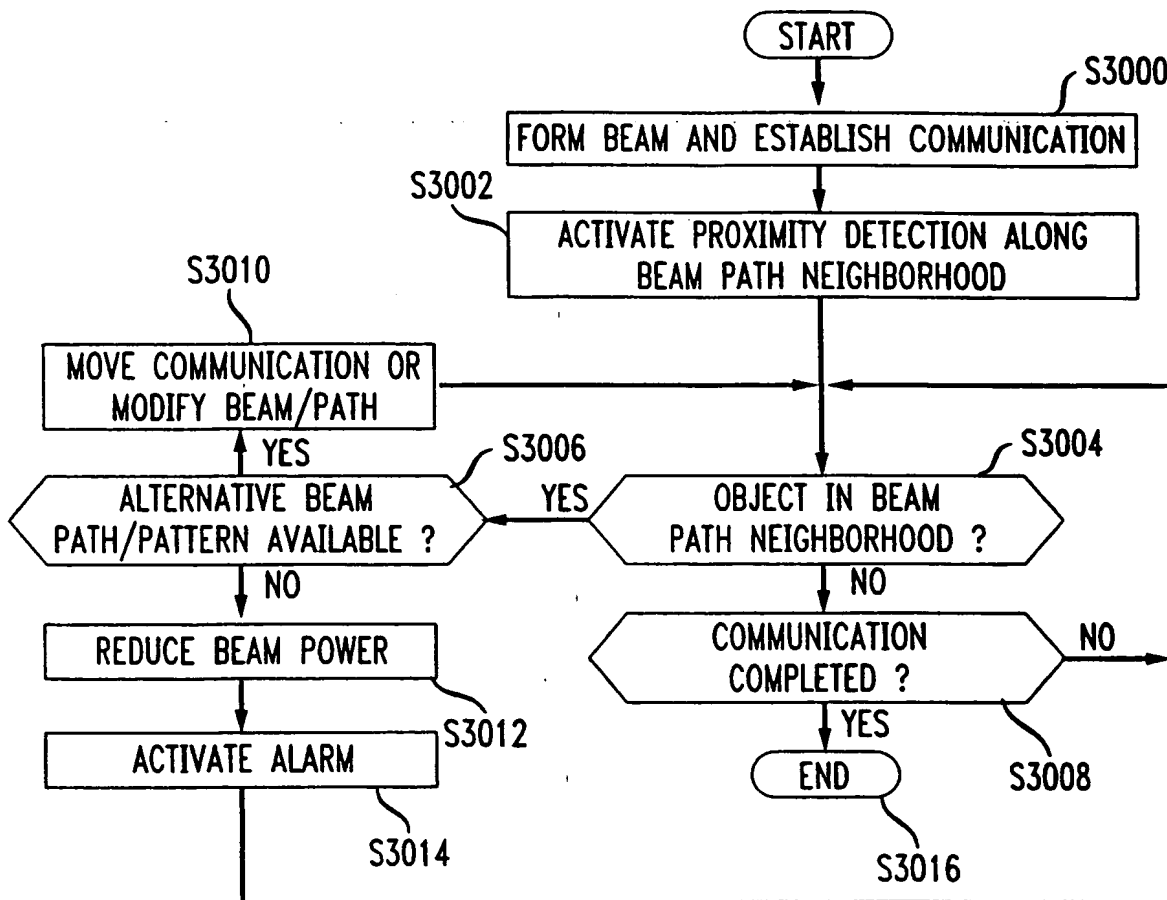 START
S3000
FORM BEAM AND ESTABLISH COMMUNICATION
S3002
ACTIVATE PROXIMITY DETECTION ALONG
BEAM PATH NEIGHBORHOOD
S3010
MOVE COMMUNICATION OR
MODIFY BEAM/PATH
YES
S3006
ALTERNATIVE BEAM
PATH/PATTERN AVAILABLE ?
YES
S3004
OBJECT IN BEAM
PATH NEIGHBORHOOD ?
NO
NO
REDUCE BEAM POWER
S3012
COMMUNICATION
COMPLETED ?
NO
YES
S3008
ACTIVATE ALARM
S3014
END
S3016